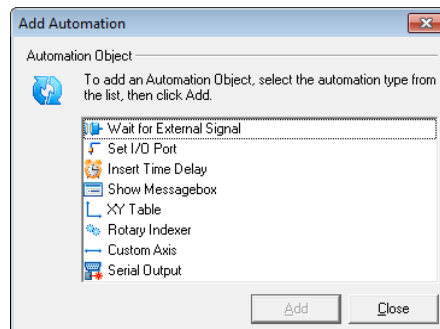 Add Automation
Automation Object
To add an Automation Object, select the automation type from
the list, then click Add.
Wait for External Signal
Set I/O Port
Insert Time Delay
Show Messagebox
XY Table
Rotary Indexer
Custom Axis
Serial Output
Add
Close